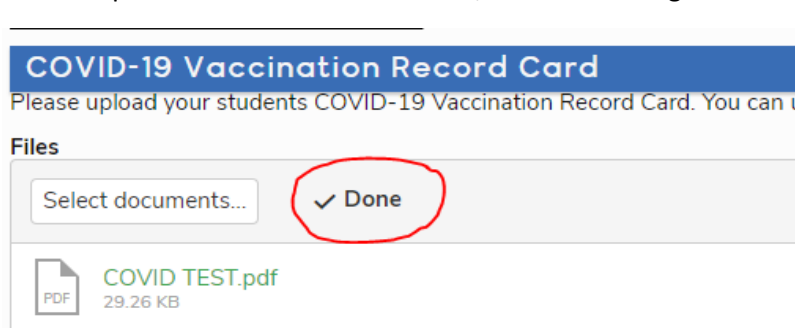 COVID-19 Vaccination Record Card
Please upload your students COVID-19 Vaccination Record Card. You can
Files
Select documents... ✓ Done
PDF COVID TEST.pdf
29.26 KB